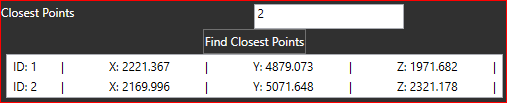 Closest Points 2
Find Closest Points
ID: 1 | X: 2221.367 | Y: 4879.073 | Z: 1971.682 |
ID: 2 | X: 2169.996 | Y: 5071.648 | Z: 2321.178 |